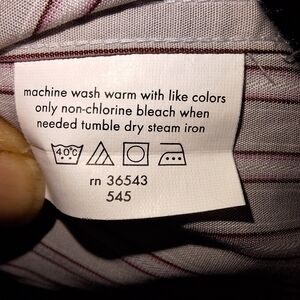 machine wash warm with like colors
only non-chlorine bleach when
needed tumble dry steam iron
40°C
rn 36543
545